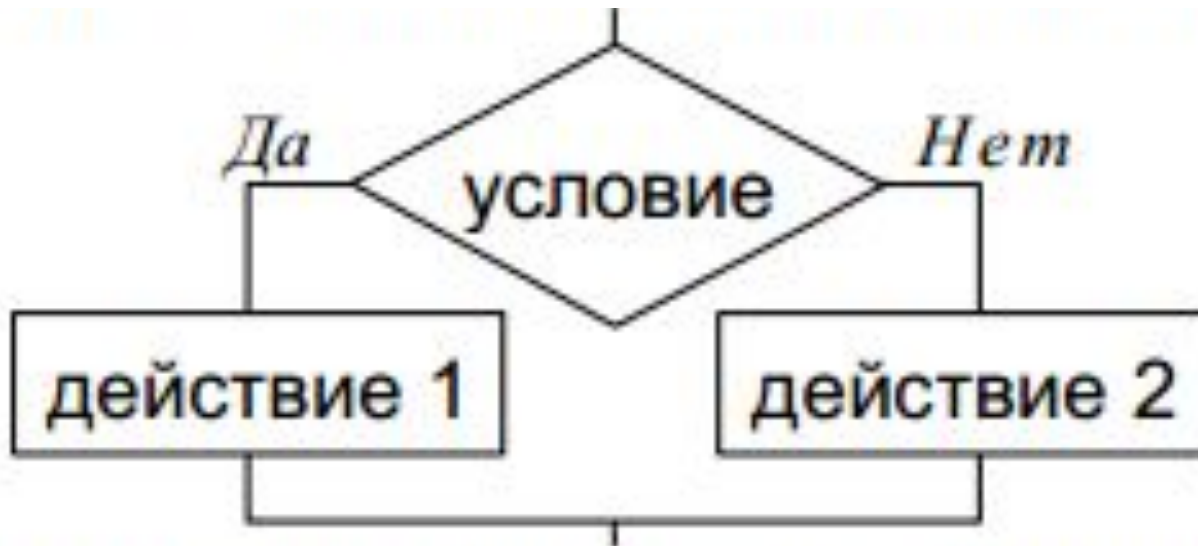 Да
Нет
условие
действие 1
действие 2